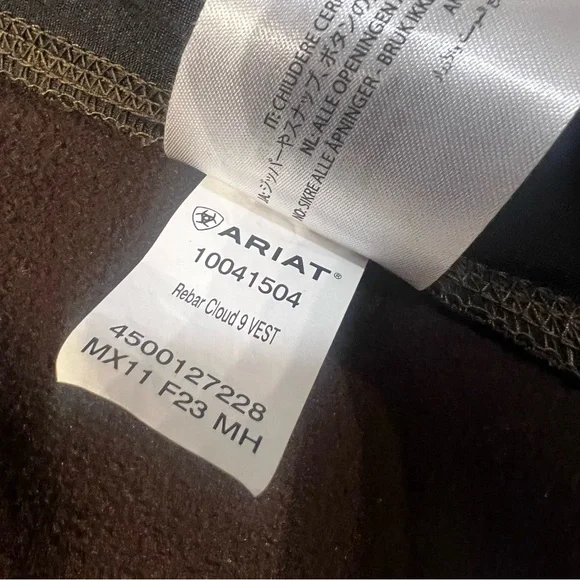 IT: CHIUDERE CER
JA: ジッパーやスナップ、ボタンの
NL: ALLE OPENINGEN
NO: SIKRE ALLE ÅPNINGER - BRUK IKKE
ARIAT®
10041504
Rebar Cloud 9 VEST
4500127228
MX11 F23 MH